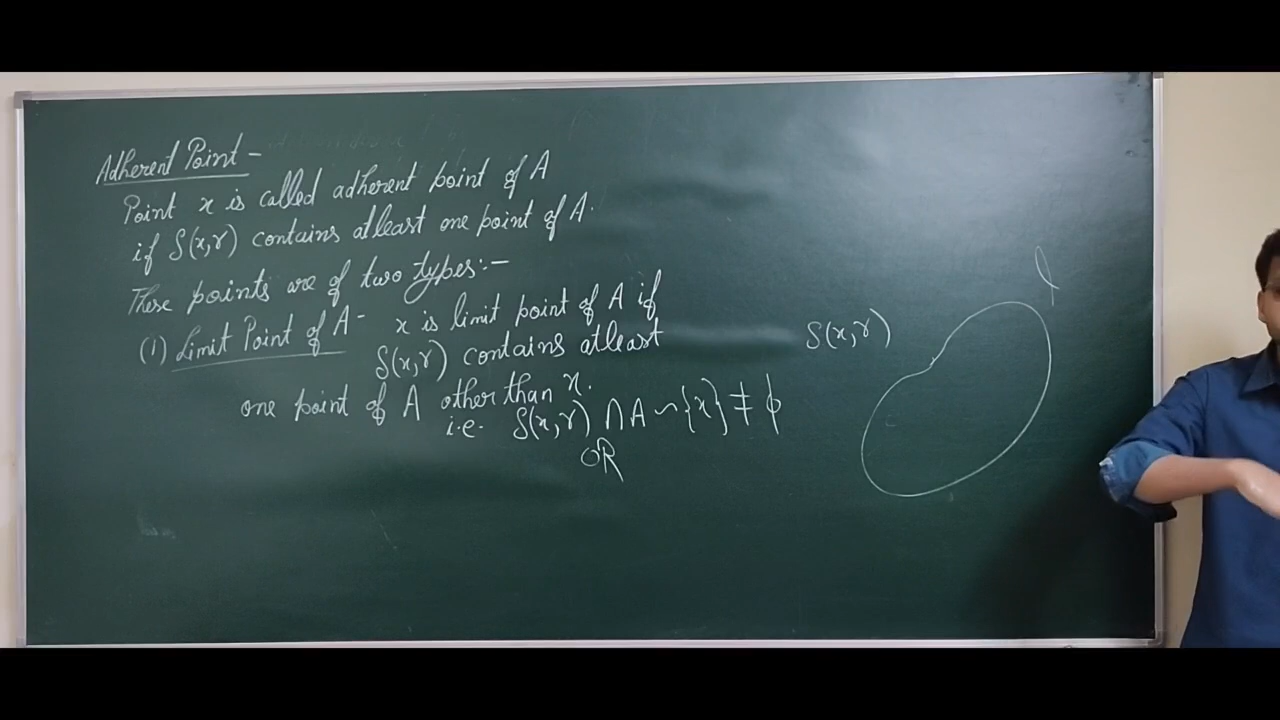 Adherent Point -
Point x is called adherent point of A
if S(x,r) contains atleast one point of A.
These points are of two types:-
(1) Limit Point of A - x is limit point of A if
S(x,r) contains atleast
one point of A other than x.
i.e. S(x,r) ∩ A ~ {x} ≠ ϕ
OR
S(x,r)